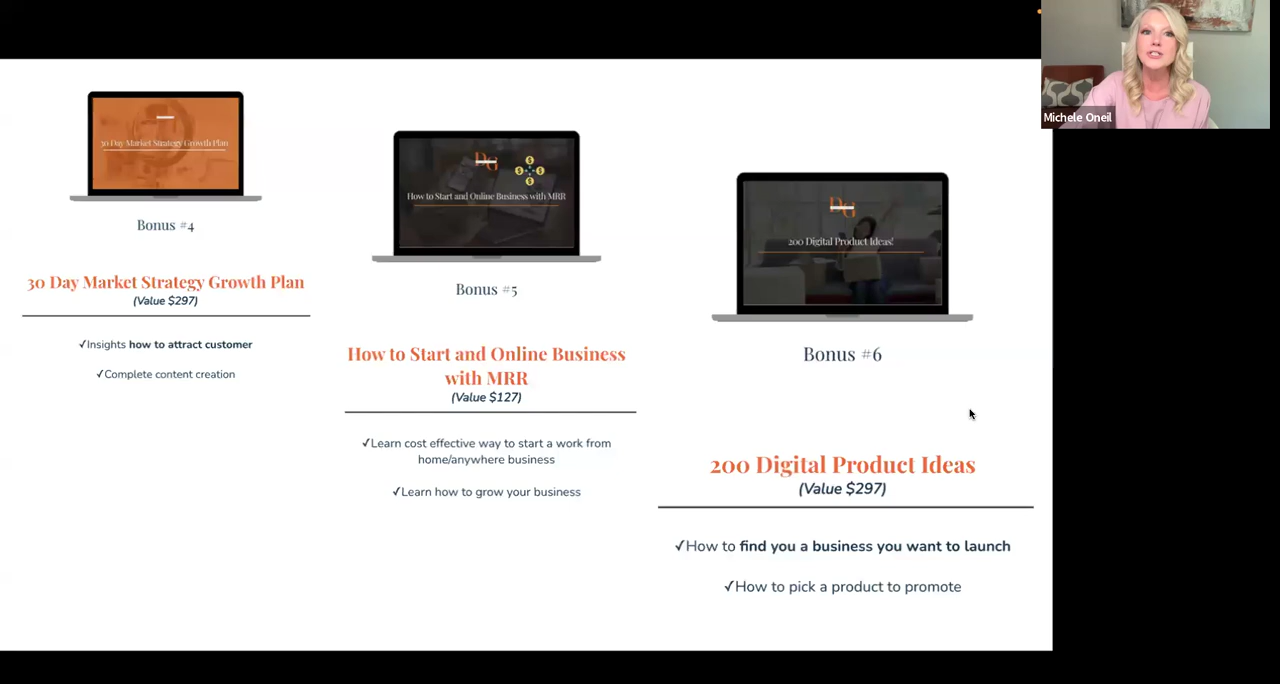 Michele Oneil
30 Day Market Strategy Growth Plan
Bonus #4
30 Day Market Strategy Growth Plan
(Value $297)
✓Insights how to attract customer
✓Complete content creation
DG
How to Start and Online Business with MRR
Bonus #5
How to Start and Online Business
with MRR
(Value $127)
✓Learn cost effective way to start a work from
home/anywhere business
✓Learn how to grow your business
DG
200 Digital Product Ideas!
Bonus #6
200 Digital Product Ideas
(Value $297)
✓How to find you a business you want to launch
✓How to pick a product to promote